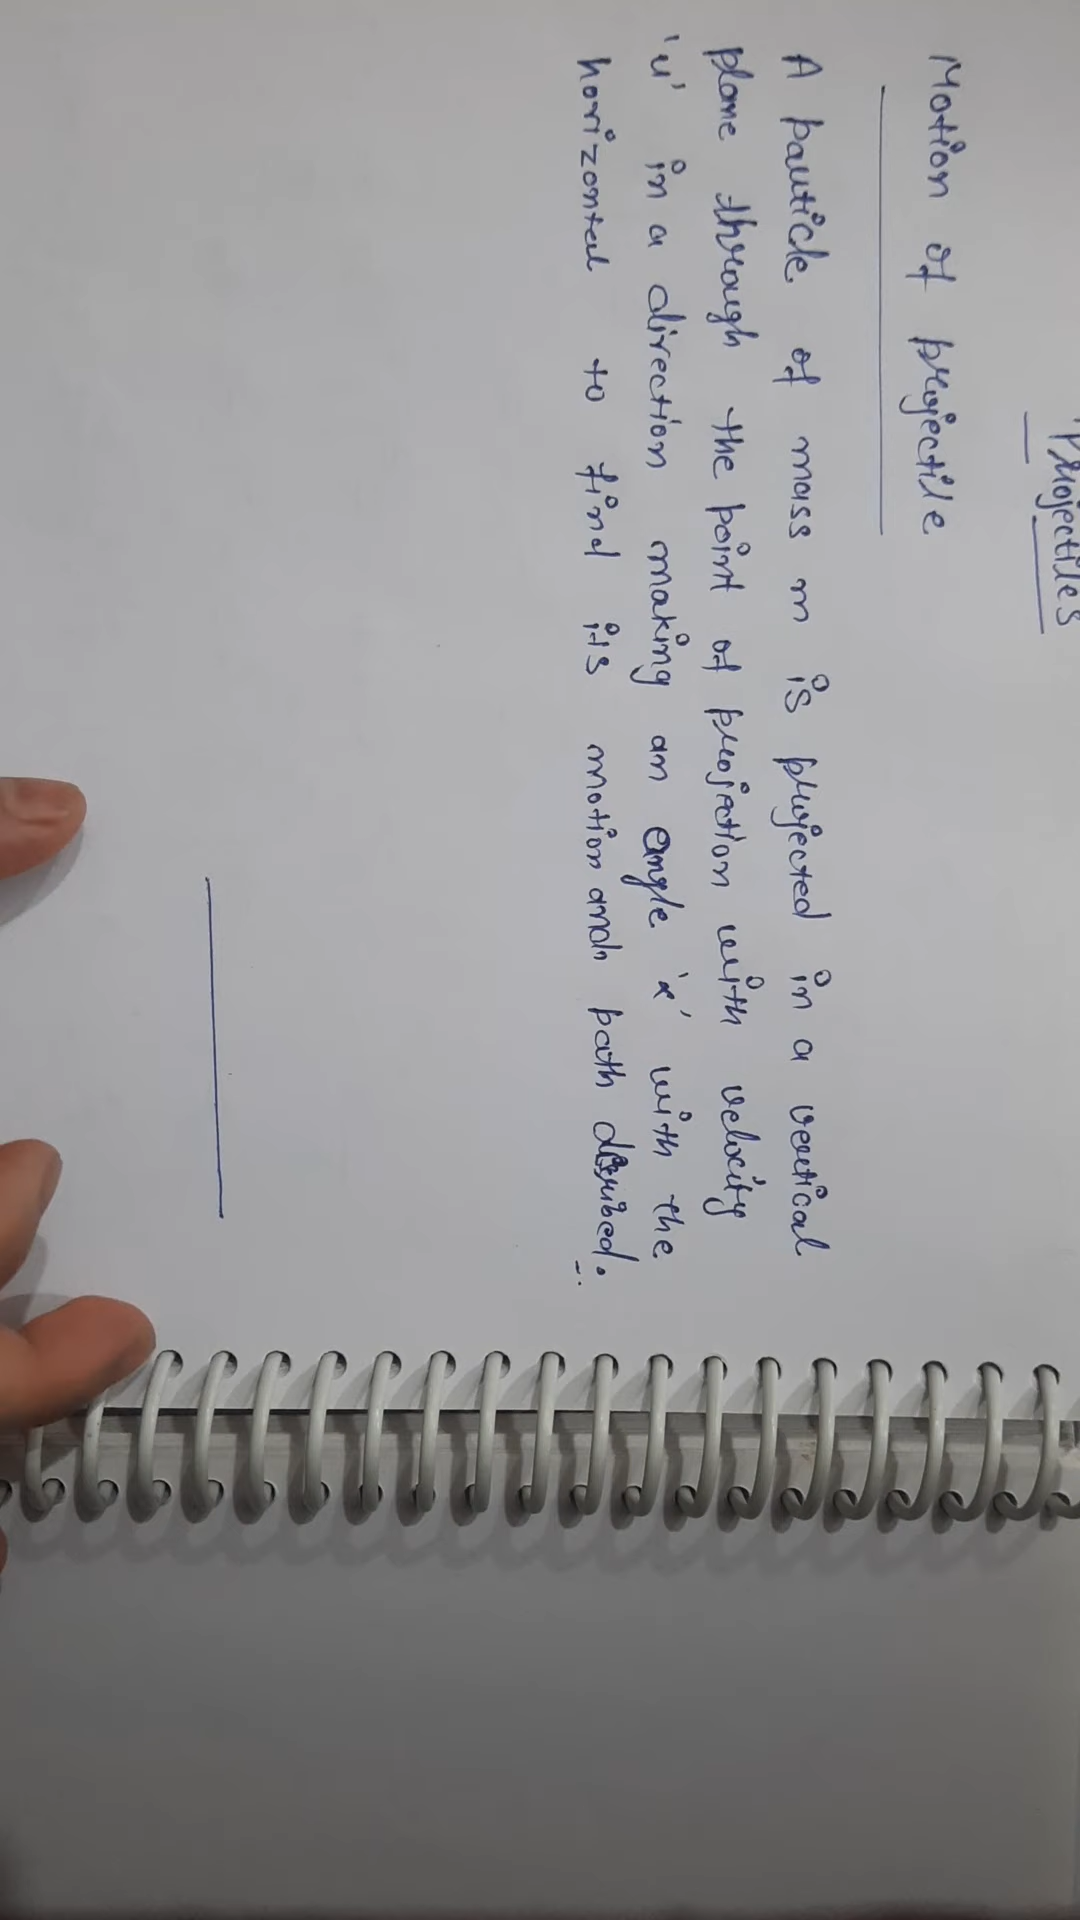 Projectiles
Motion of projectile
A particle of mass m is projected in a vertical
plane through the point of projection with velocity
'u' in a direction making an angle 'α' with the
horizontal to find its motion and path disribed.